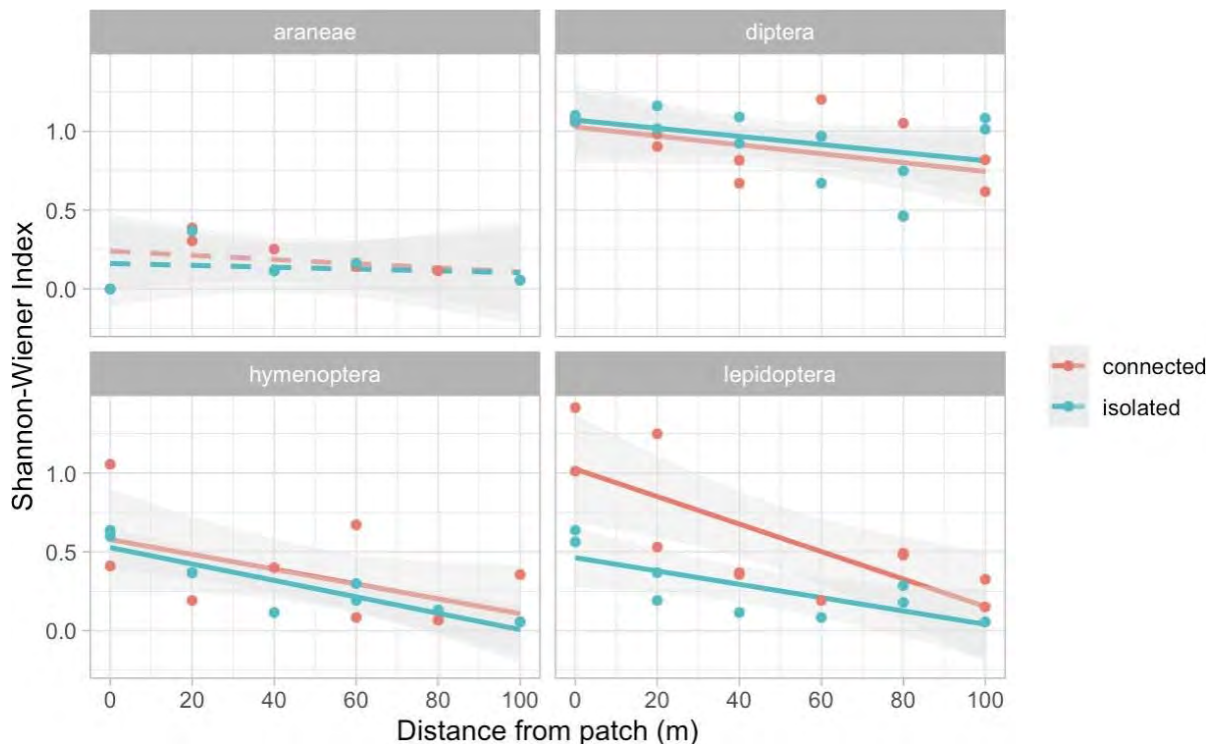 araneae
diptera
1.0
0.5
0.0
hymenoptera
lepidoptera
1.0
0.5
0.0
0 20 40 60 80 100
0 20 40 60 80 100
Distance from patch (m)
Shannon-Wiener Index
connected
isolated